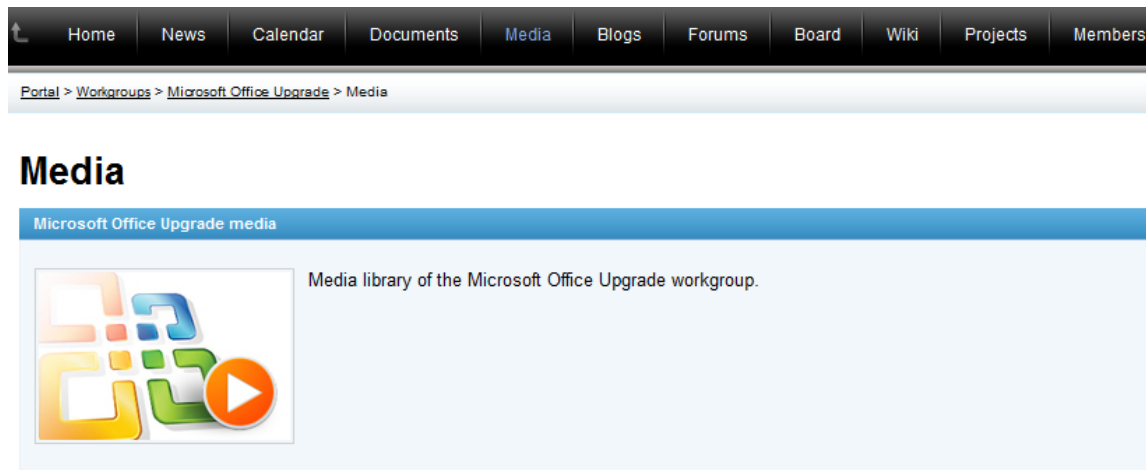 Home News Calendar Documents Media Blogs Forums Board Wiki Projects Members
Portal > Workgroups > Microsoft Office Upgrade > Media
Media
Microsoft Office Upgrade media
Media library of the Microsoft Office Upgrade workgroup.